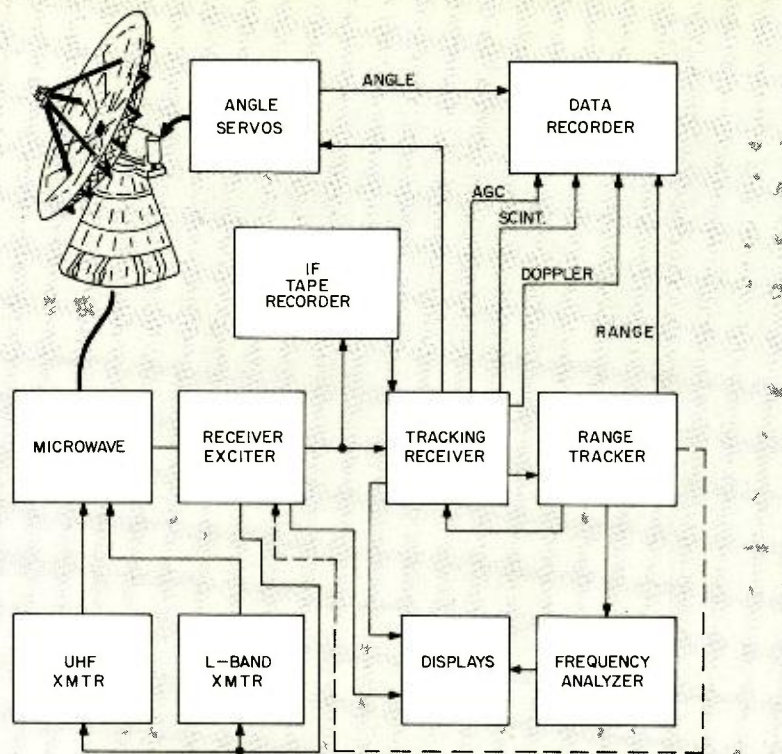 ANGLE
SERVOS
ANGLE
DATA
RECORDER
AGC
SCINT.
DOPPLER
RANGE
IF
TAPE
RECORDER
MICROWAVE
RECEIVER
EXCITER
TRACKING
RECEIVER
RANGE
TRACKER
UHF
XMTR
L-BAND
XMTR
DISPLAYS
FREQUENCY
ANALYZER